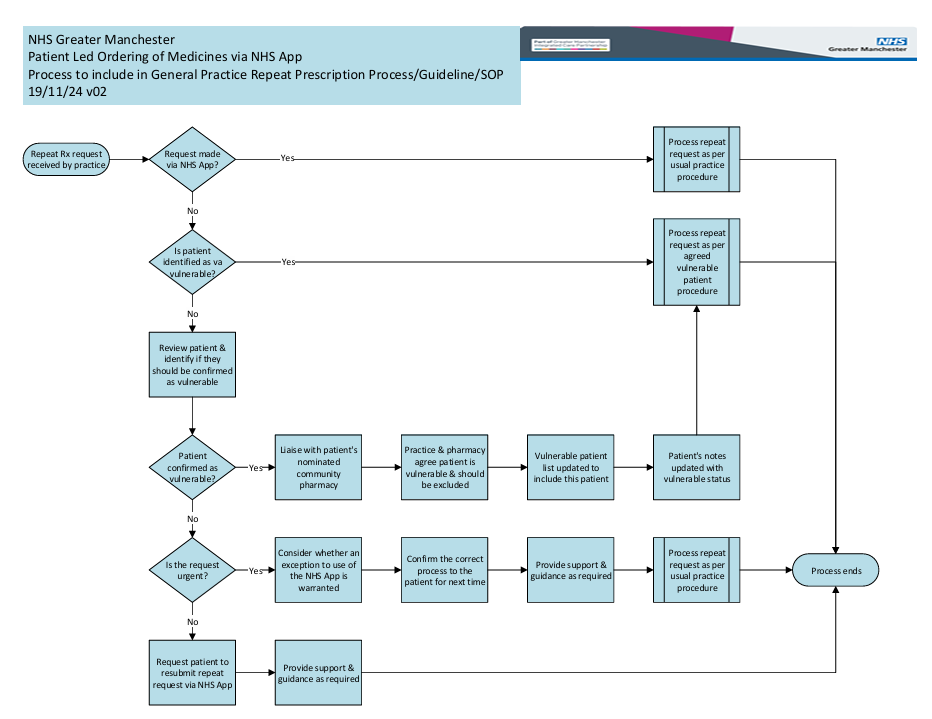 NHS Greater Manchester
Patient Led Ordering of Medicines via NHS App
Process to include in General Practice Repeat Prescription Process/Guideline/SOP
19/11/24 v02
Part of Greater Manchester
Integrated Care Partnership
NHS
Greater Manchester
Repeat Rx request
received by practice
Request made
via NHS App?
Yes
Process repeat
request as per
usual practice
procedure
No
Is patient
identified as va
vulnerable?
Yes
Process repeat
request as per
agreed
vulnerable
patient
procedure
No
Review patient &
identify if they
should be confirmed
as vulnerable
Patient
confirmed as
vulnerable?
Yes
Liaise with patient's
nominated
community
pharmacy
Practice & pharmacy
agree patient is
vulnerable & should
be excluded
Vulnerable patient
list updated to
include this patient
Patient's notes
updated with
vulnerable status
No
Is the request
urgent?
Yes
Consider whether an
exception to use of
the NHS App is
warranted
Confirm the correct
process to the
patient for next time
Provide support &
guidance as required
Process repeat
request as per
usual practice
procedure
Process ends
No
Request patient to
resubmit repeat
request via NHS App
Provide support &
guidance as required